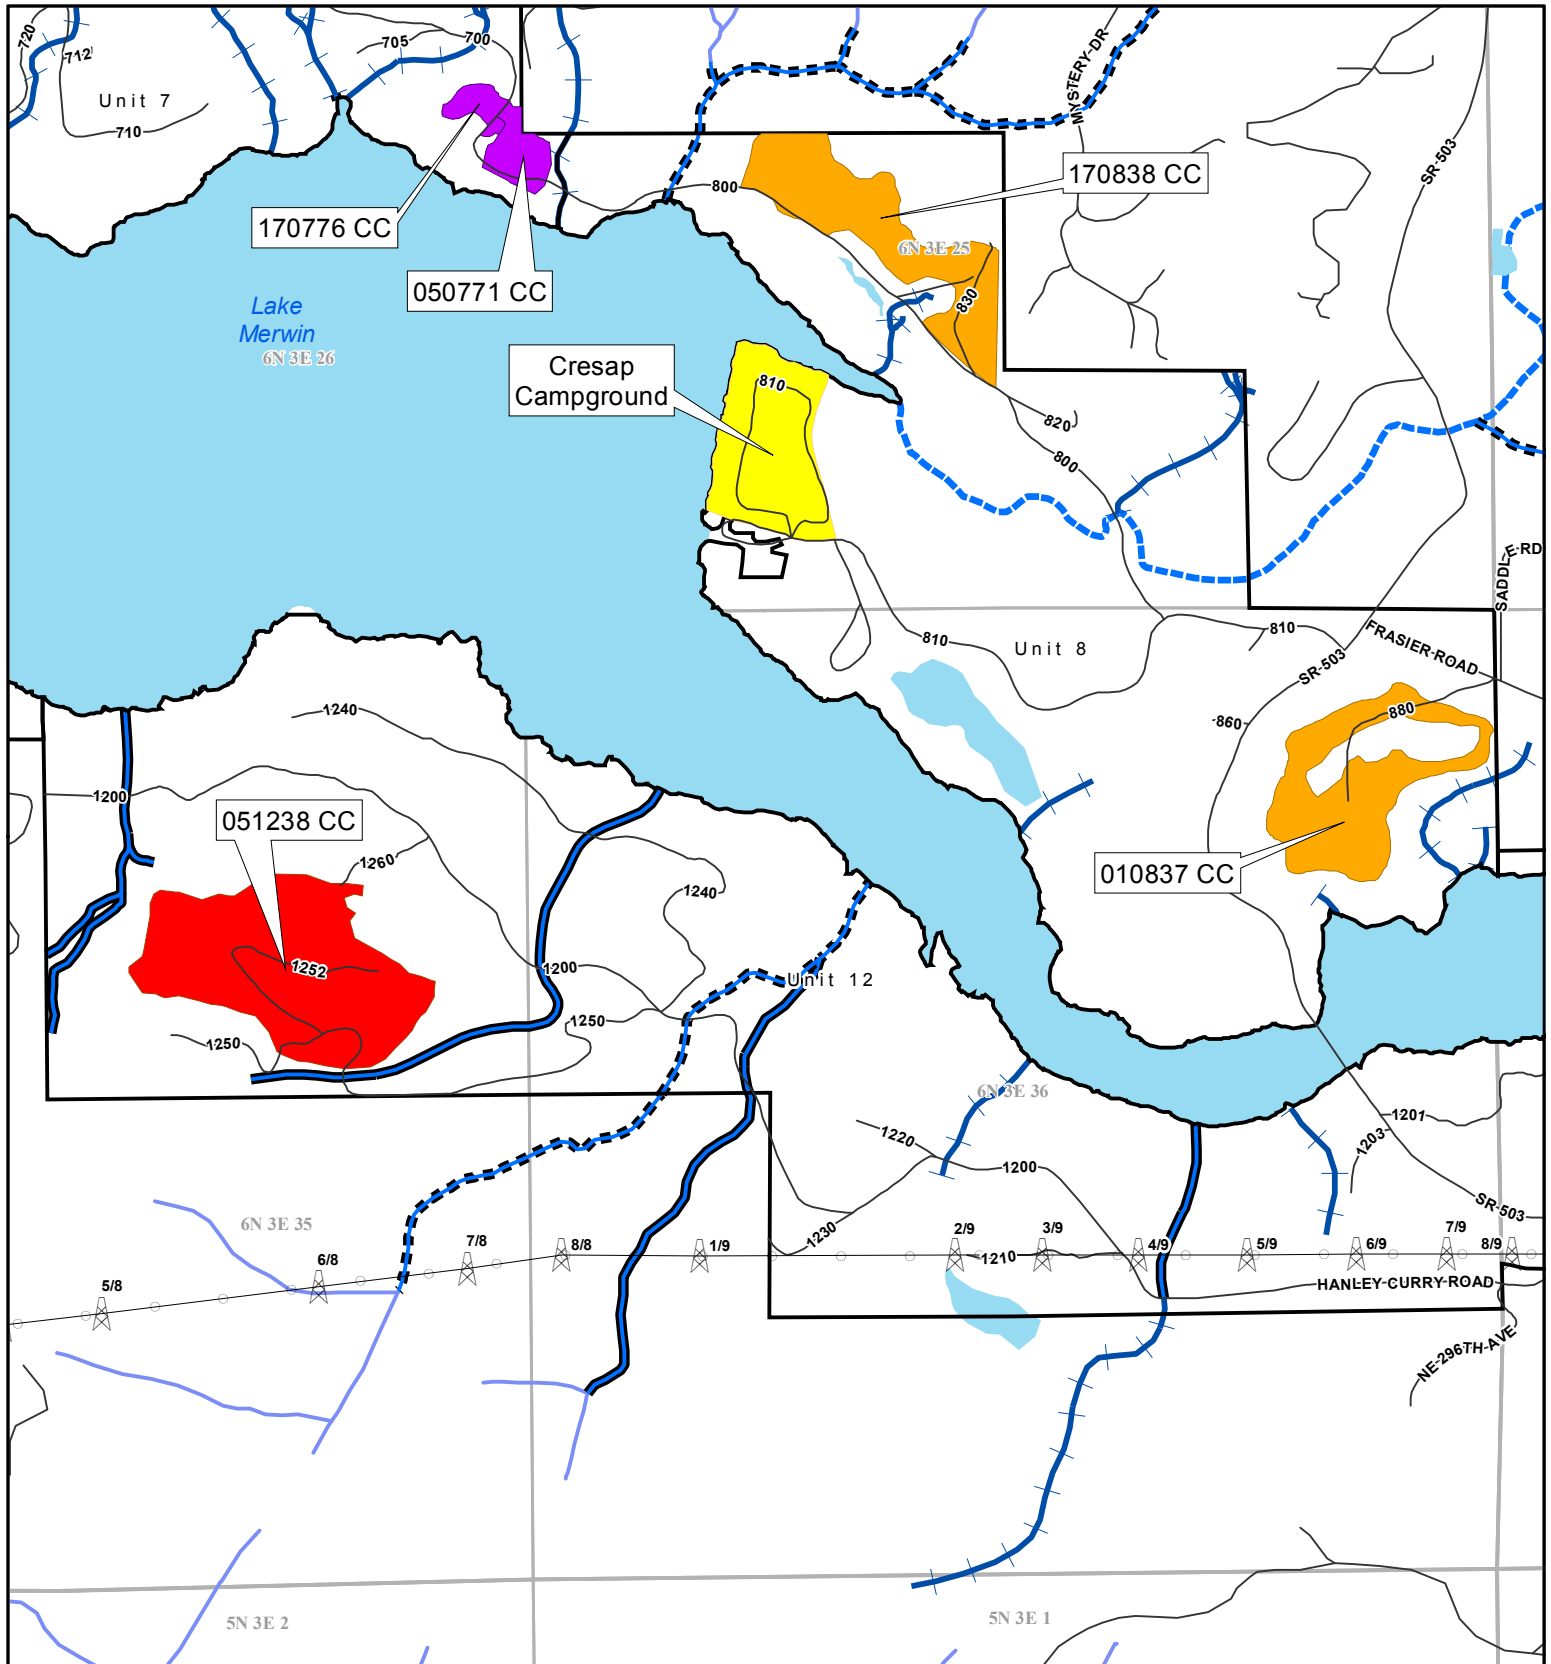 720
712
705
700
Unit 7
710
MYSTERY-DR
SR-503
170838 CC
800
170776 CC
6N 3E 25
050771 CC
830
Lake
Merwin
6N 3E 26
Cresap
Campground
810
820
800
SADDLE-RD
810
810
Unit 8
FRASIER-ROAD
SR-503
880
-860
1240
1200
051238 CC
1260
010837 CC
1240
1252
1200
Unit 12
1250
1250
6N 3E 36
1201
1220
1203
1200
SR-503
6N 3E 35
1230
7/8
8/8
1/9
2/9
3/9
4/9
5/9
6/9
7/9
8/9
6/8
1210
5/8
HANLEY-CURRY-ROAD
NE-296TH-AVE
5N 3E 2
5N 3E 1